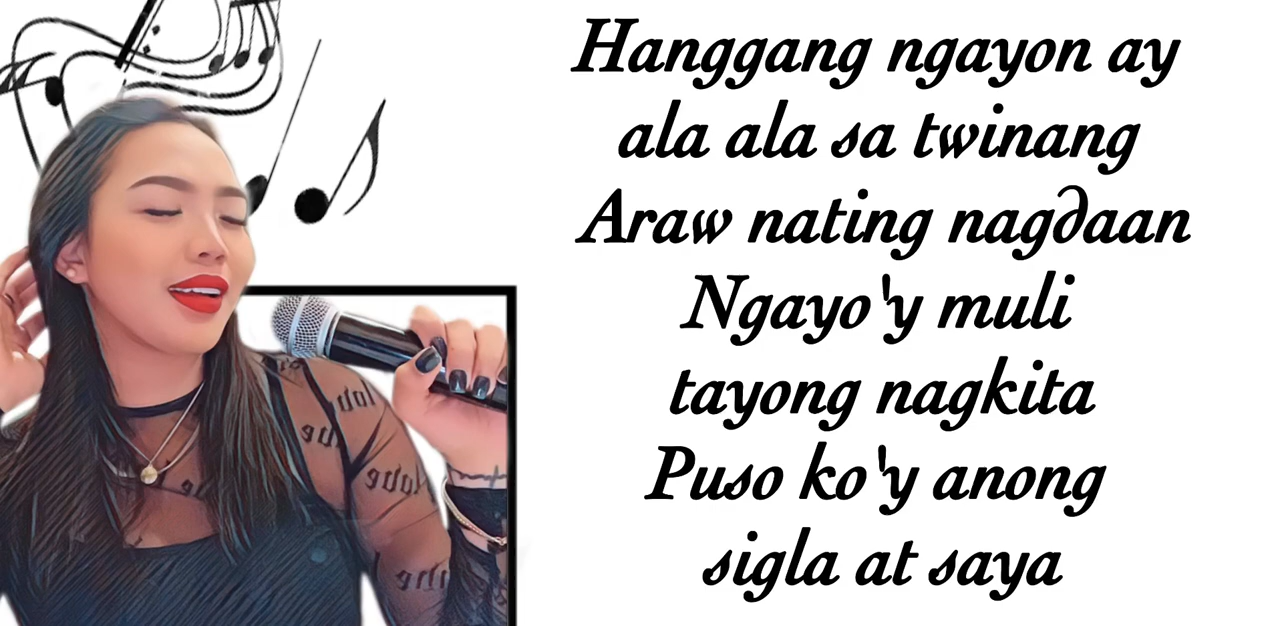 Hanggang ngayon ay
ala ala sa twinang
Araw nating nagdaan
Ngayo'y muli
tayong nagkita
Puso ko'y anong
sigla at saya